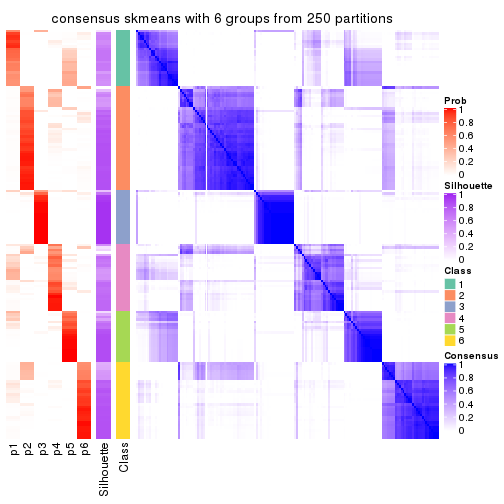 consensus skmeans with 6 groups from 250 partitions
Prob
1
0.8
0.6
0.4
0.2
0
Silhouette
1
0.8
0.6
0.4
0.2
0
Class
1
2
3
4
5
6
Consensus
1
0.8
0.6
0.4
0.2
0
p1
p2
p3
p4
p5
p6
Silhouette
Class